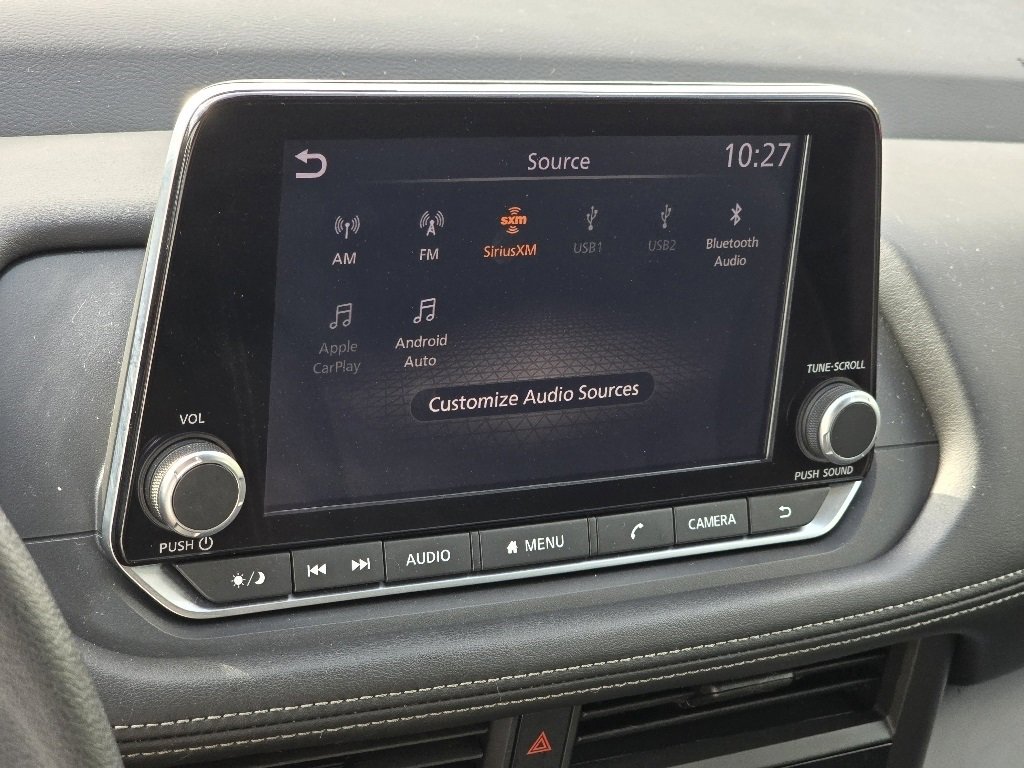 Source
10:27
AM
FM
sxm
SiriusXM
USB1
USB2
Bluetooth
Audio
Apple
CarPlay
Android
Auto
Customize Audio Sources
VOL
PUSH
TUNE·SCROLL
PUSH SOUND
AUDIO
MENU
CAMERA